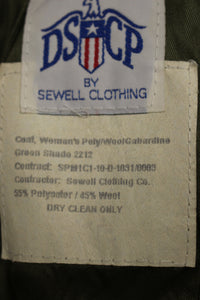 DSCP
BY
SEWELL CLOTHING
Coat, Woman's Poly/Wool Gabardine
Green Shade 2212
Contract: SPM1C1-10-D-1031/0003
Contractor: Sewell Clothing Co.
55% Polyester / 45% Wool
DRY CLEAN ONLY